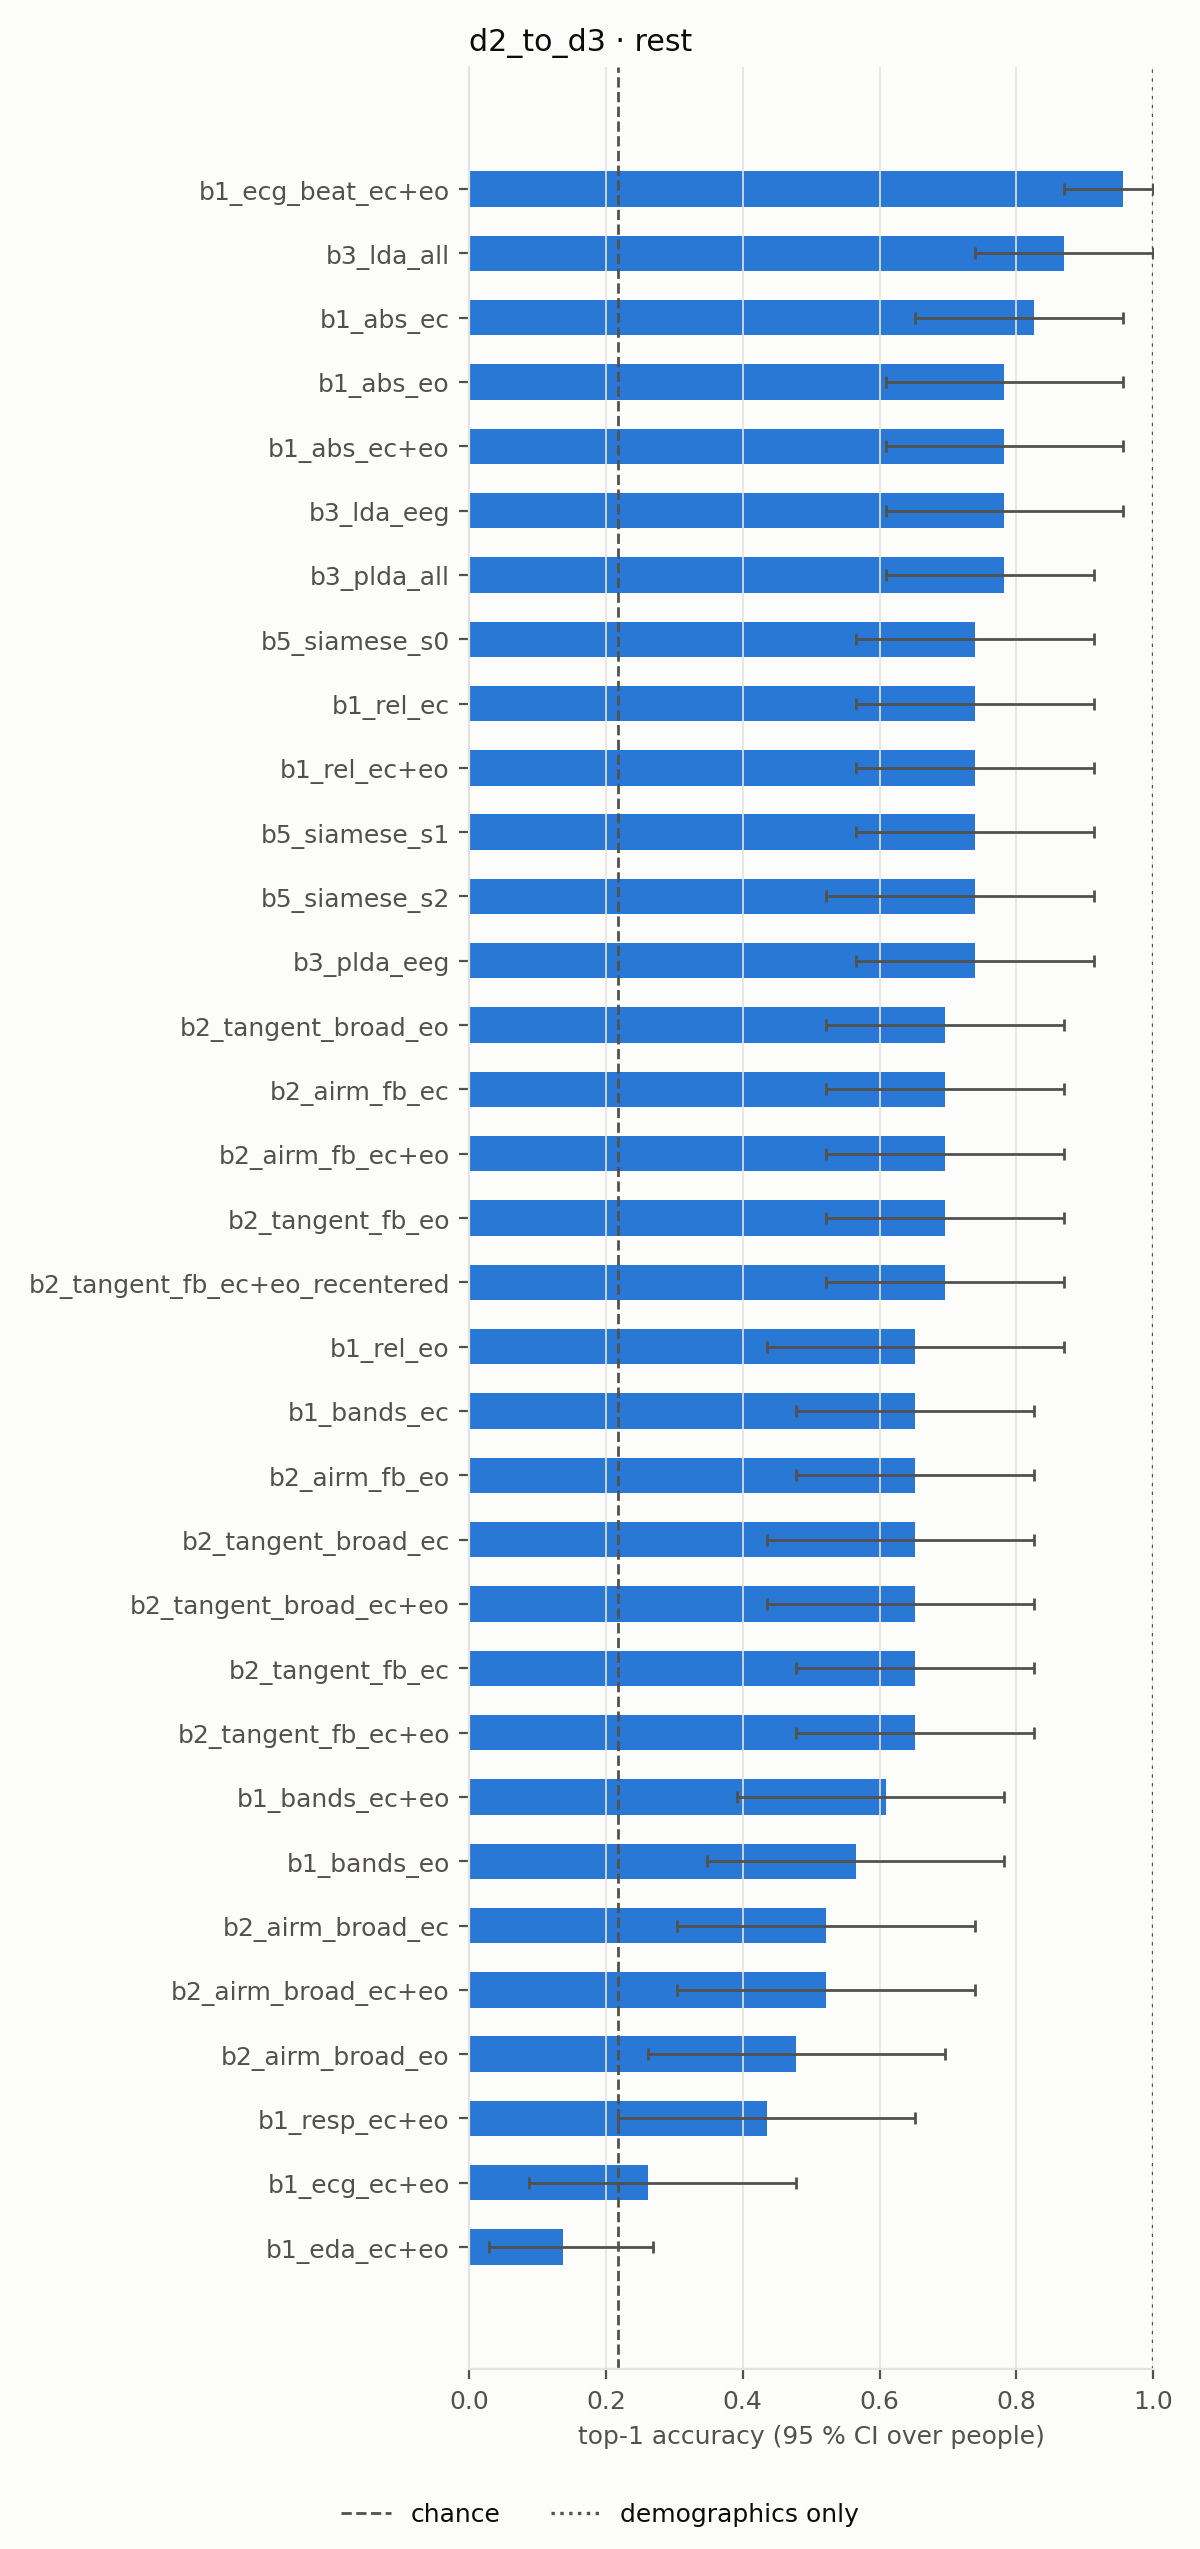 d2_to_d3 · rest
b1_ecg_beat_ec+eo
b3_lda_all
b1_abs_ec
b1_abs_eo
b1_abs_ec+eo
b3_lda_eeg
b3_plda_all
b5_siamese_s0
b1_rel_ec
b1_rel_ec+eo
b5_siamese_s1
b5_siamese_s2
b3_plda_eeg
b2_tangent_broad_eo
b2_airm_fb_ec
b2_airm_fb_ec+eo
b2_tangent_fb_eo
b2_tangent_fb_ec+eo_recentered
b1_rel_eo
b1_bands_ec
b2_airm_fb_eo
b2_tangent_broad_ec
b2_tangent_broad_ec+eo
b2_tangent_fb_ec
b2_tangent_fb_ec+eo
b1_bands_ec+eo
b1_bands_eo
b2_airm_broad_ec
b2_airm_broad_ec+eo
b2_airm_broad_eo
b1_resp_ec+eo
b1_ecg_ec+eo
b1_eda_ec+eo
0.0 0.2 0.4 0.6 0.8 1.0
top-1 accuracy (95 % CI over people)
chance demographics only